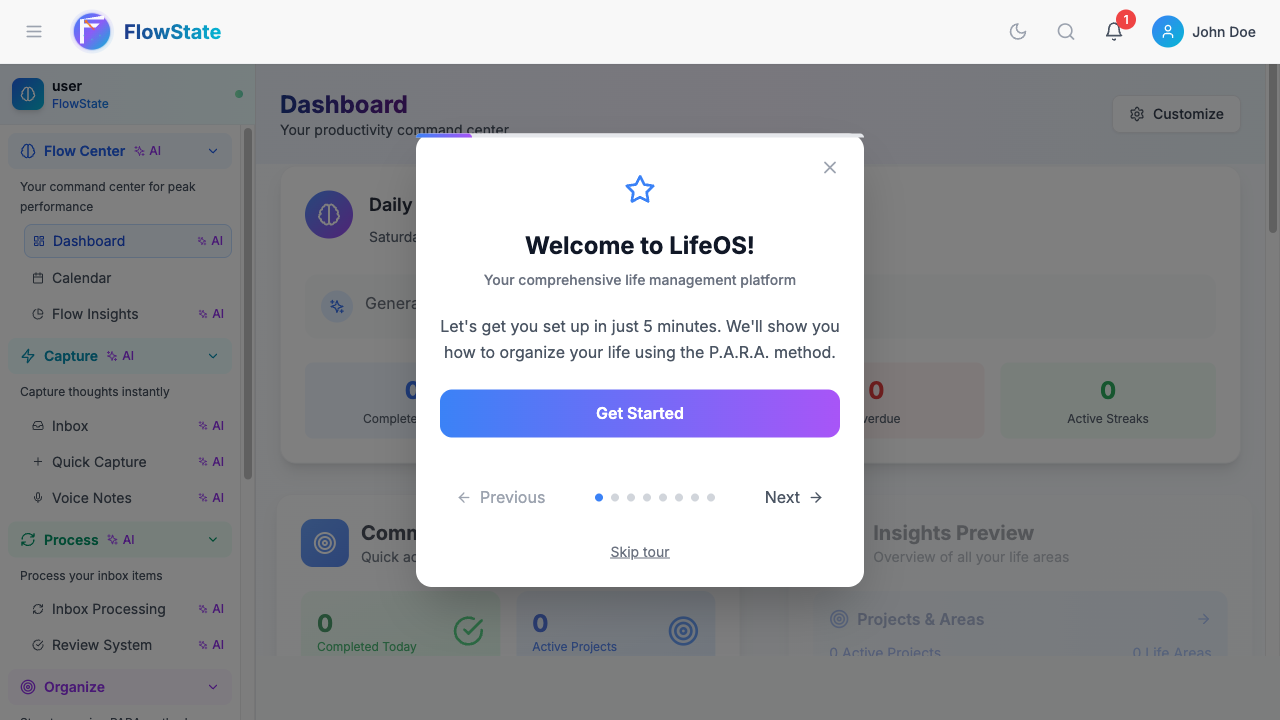 FlowState
1
John Doe
user
FlowState
Flow Center AI
Your command center for peak
performance
Dashboard AI
Calendar
Flow Insights AI
Capture AI
Capture thoughts instantly
Inbox AI
Quick Capture AI
Voice Notes AI
Process AI
Process your inbox items
Inbox Processing AI
Review System AI
Organize
Dashboard
Your productivity command center
Customize
Daily
0
0
0
Active Streaks
Quick
Insights Preview
Overview of all your life areas
0
Completed Today
0
Active Projects
Projects & Areas
0 Active Projects
0 Life Areas
Welcome to LifeOS!
Your comprehensive life management platform
Let's get you set up in just 5 minutes. We'll show you
how to organize your life using the P.A.R.A. method.
Get Started
Previous
Next
Skip tour